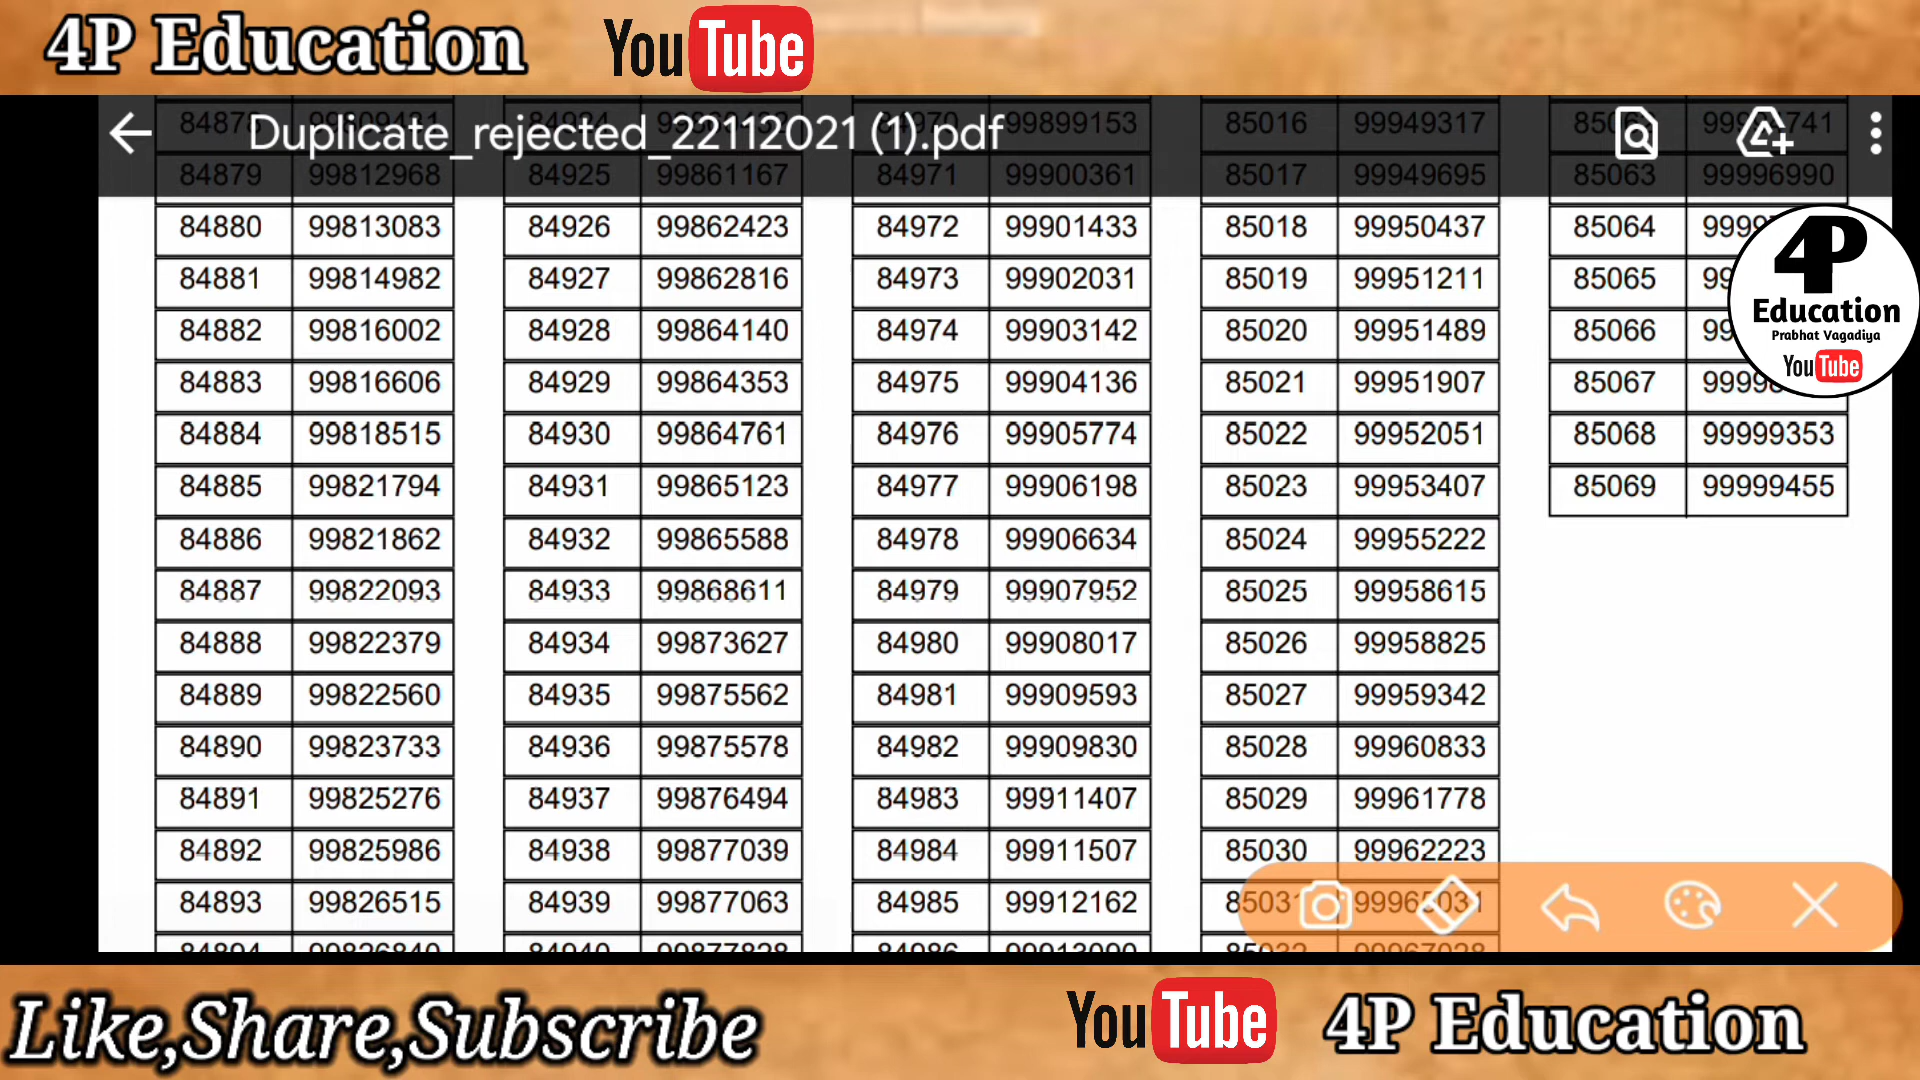 4P Education YouTube
Duplicate_rejected_22112021 (1).pdf
99899153 85016 99949317
84879 99812968 84925 99861167 84971 99900361 85017 99949695 85063 99996990
84880 99813083 84926 99862423 84972 99901433 85018 99950437 85064
84881 99814982 84927 99862816 84973 99902031 85019 99951211 85065
84882 99816002 84928 99864140 84974 99903142 85020 99951489 85066
84883 99816606 84929 99864353 84975 99904136 85021 99951907 85067
84884 99818515 84930 99864761 84976 99905774 85022 99952051 85068 99999353
84885 99821794 84931 99865123 84977 99906198 85023 99953407 85069 99999455
84886 99821862 84932 99865588 84978 99906634 85024 99955222
84887 99822093 84933 99868611 84979 99907952 85025 99958615
84888 99822379 84934 99873627 84980 99908017 85026 99958825
84889 99822560 84935 99875562 84981 99909593 85027 99959342
84890 99823733 84936 99875578 84982 99909830 85028 99960833
84891 99825276 84937 99876494 84983 99911407 85029 99961778
84892 99825986 84938 99877039 84984 99911507 85030 99962223
84893 99826515 84939 99877063 84985 99912162
4P
Education
Prabhat Vagadiya
YouTube
Like,Share,Subscribe YouTube 4P Education